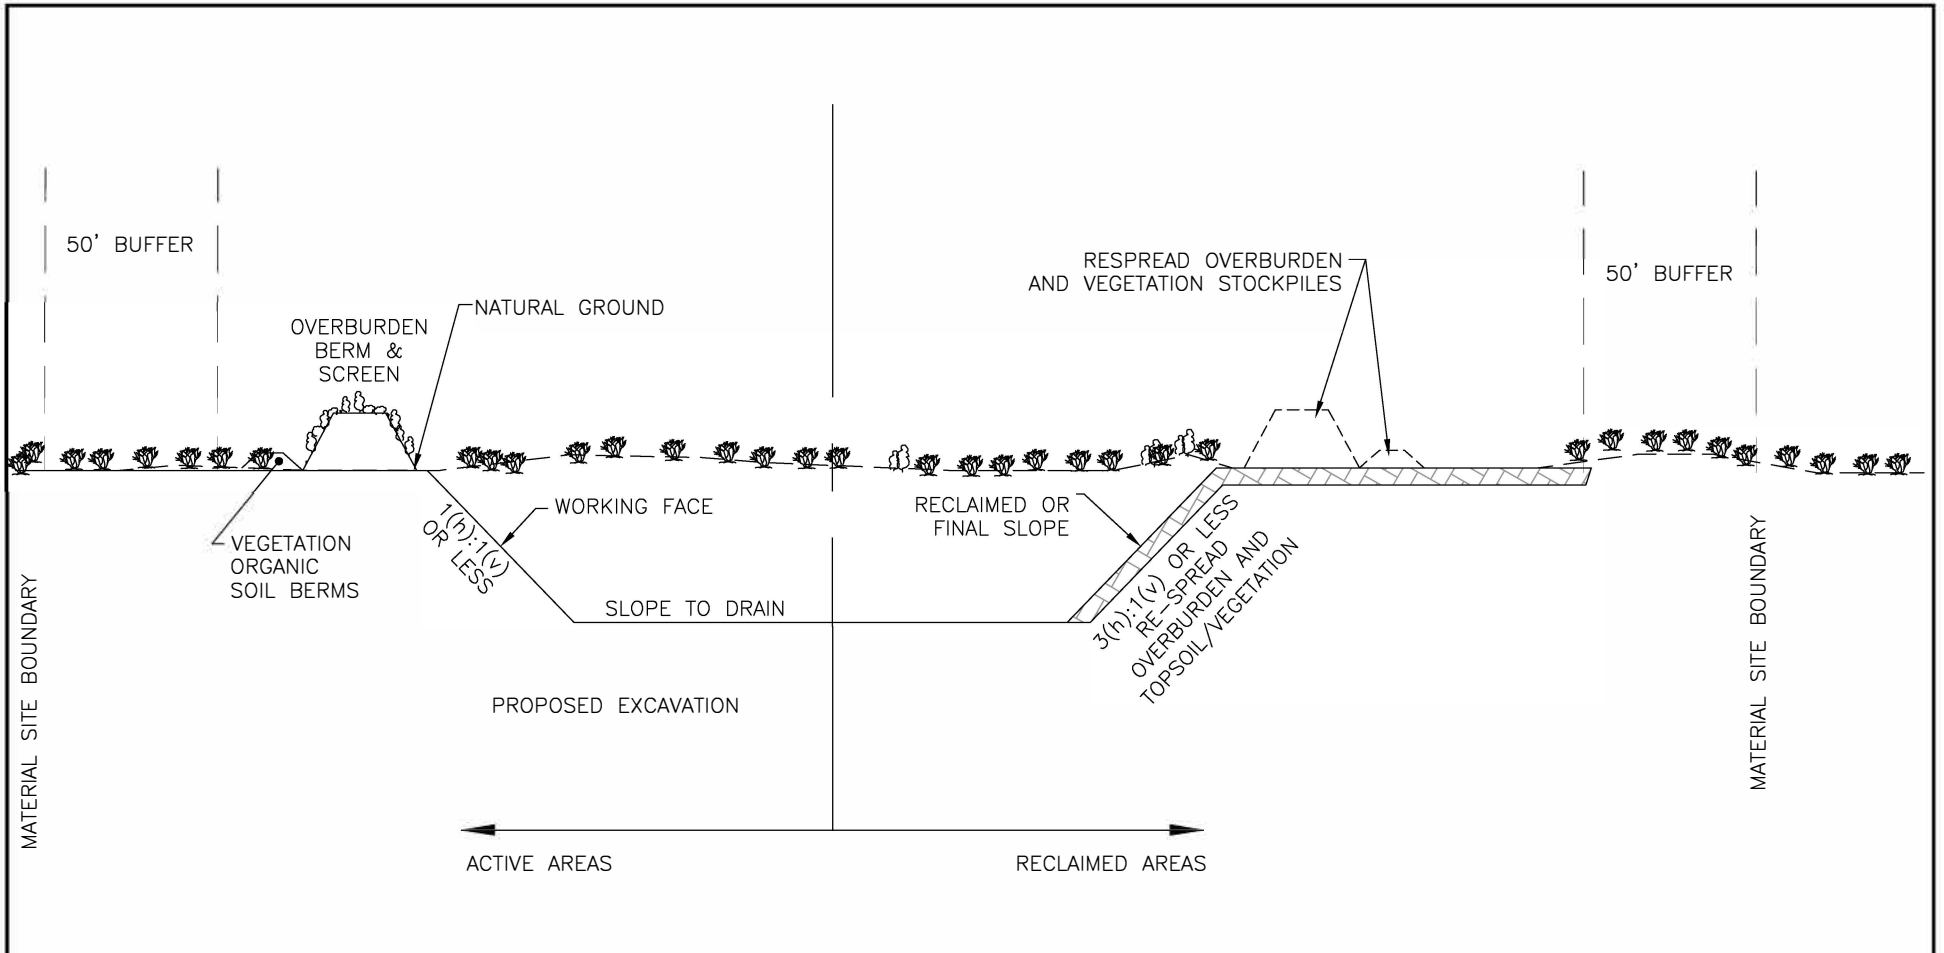 50' BUFFER
RESPREAD OVERBURDEN
AND VEGETATION STOCKPILES
50' BUFFER
NATURAL GROUND
OVERBURDEN
BERM &
SCREEN
WORKING FACE
1(h):1(v)
OR LESS
RECLAIMED OR
FINAL SLOPE
3(h):1(v) OR LESS
RE-SPREAD
OVERBURDEN AND
TOPSOIL/VEGETATION
VEGETATION
ORGANIC
SOIL BERMS
SLOPE TO DRAIN
MATERIAL SITE BOUNDARY
MATERIAL SITE BOUNDARY
PROPOSED EXCAVATION
ACTIVE AREAS
RECLAIMED AREAS